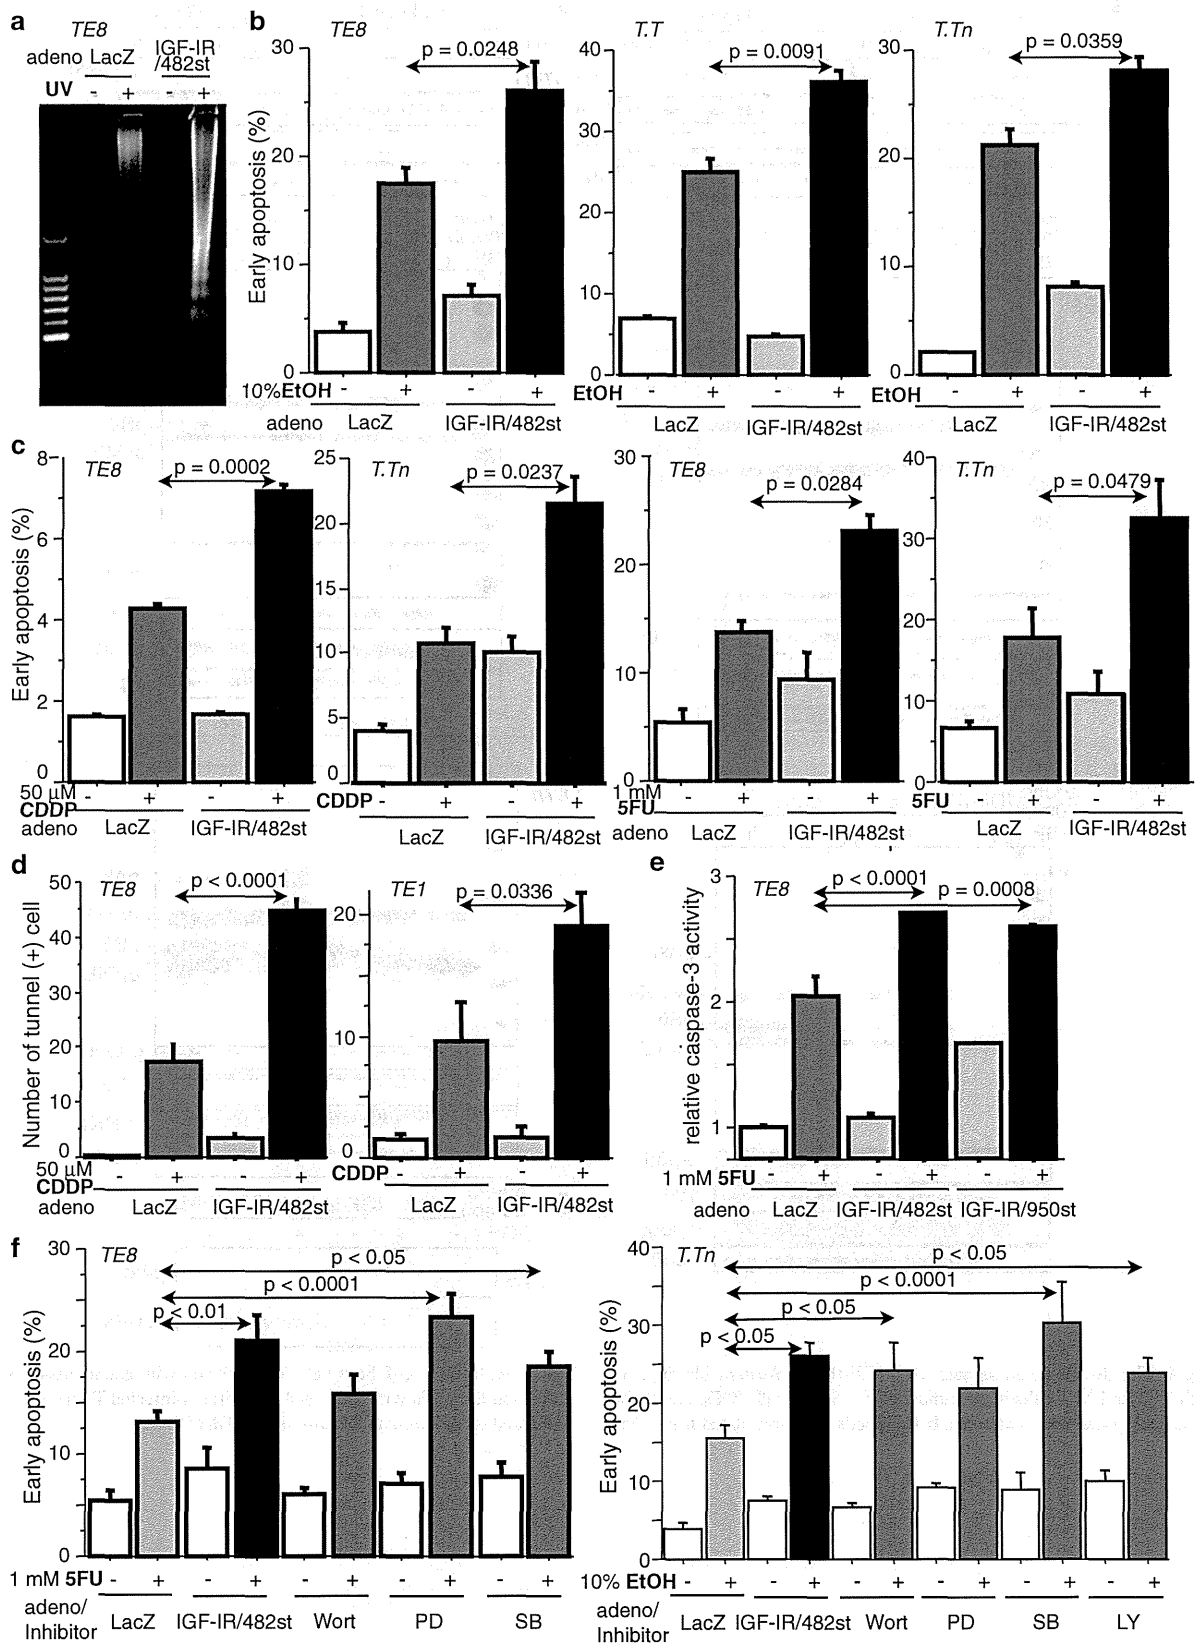 a
TE8
adeno LacZ IGF-IR /482st
UV - + - +
b
Early apoptosis (%)
TE8
p = 0.0248
30
20
10
0
10%EtOH - + - +
adeno LacZ IGF-IR/482st
T.T
p = 0.0091
40
30
20
10
0
EtOH - + - +
LacZ IGF-IR/482st
T.Tn
p = 0.0359
30
20
10
0
EtOH - + - +
LacZ IGF-IR/482st
c
Early apoptosis (%)
TE8
p = 0.0002
8
6
4
2
0
50 µM CDDP - + - +
adeno LacZ IGF-IR/482st
T.Tn
p = 0.0237
25
20
15
10
5
0
CDDP - + - +
LacZ IGF-IR/482st
TE8
p = 0.0284
30
20
10
0
1 mM 5FU - + - +
adeno LacZ IGF-IR/482st
T.Tn
p = 0.0479
40
30
20
10
0
5FU - + - +
LacZ IGF-IR/482st
d
Number of tunnel (+) cell
TE8
p < 0.0001
50
40
30
20
10
0
50 µM CDDP - + - +
adeno LacZ IGF-IR/482st
TE1
p = 0.0336
20
10
0
CDDP - + - +
LacZ IGF-IR/482st
e
relative caspase-3 activity
TE8
p < 0.0001
p = 0.0008
3
2
1
1 mM 5FU - + - + - +
adeno LacZ IGF-IR/482st IGF-IR/950st
f
Early apoptosis (%)
TE8
p < 0.05
p < 0.0001
p < 0.01
30
20
10
0
1 mM 5FU - + - + - + - + - +
adeno/ Inhibitor LacZ IGF-IR/482st Wort PD SB
Early apoptosis (%)
T.Tn
p < 0.05
p < 0.0001
p < 0.05
p < 0.05
40
30
20
10
0
10% EtOH - + - + - + - + - + - +
adeno/ Inhibitor LacZ IGF-IR/482st Wort PD SB LY